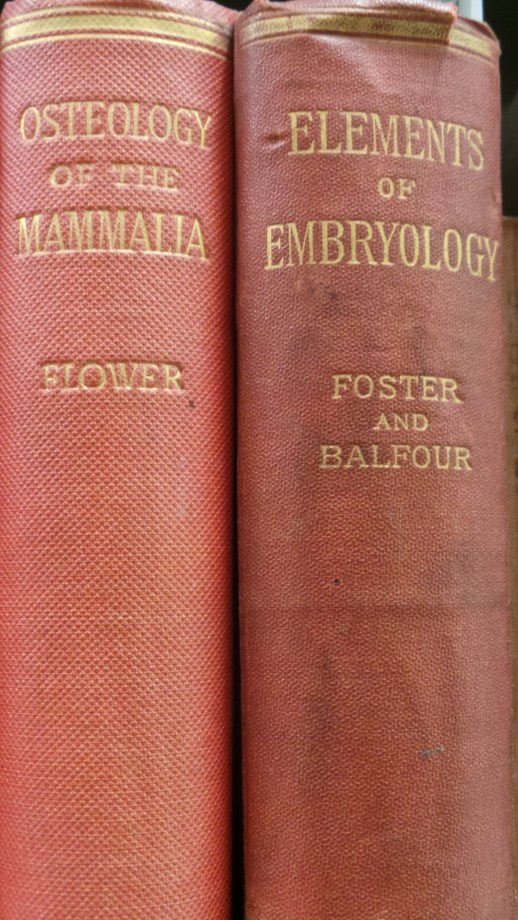 OSTEOLOGY
OF THE
MAMMALIA
FLOWER
ELEMENTS
OF
EMBRYOLOGY
FOSTER
AND
BALFOUR